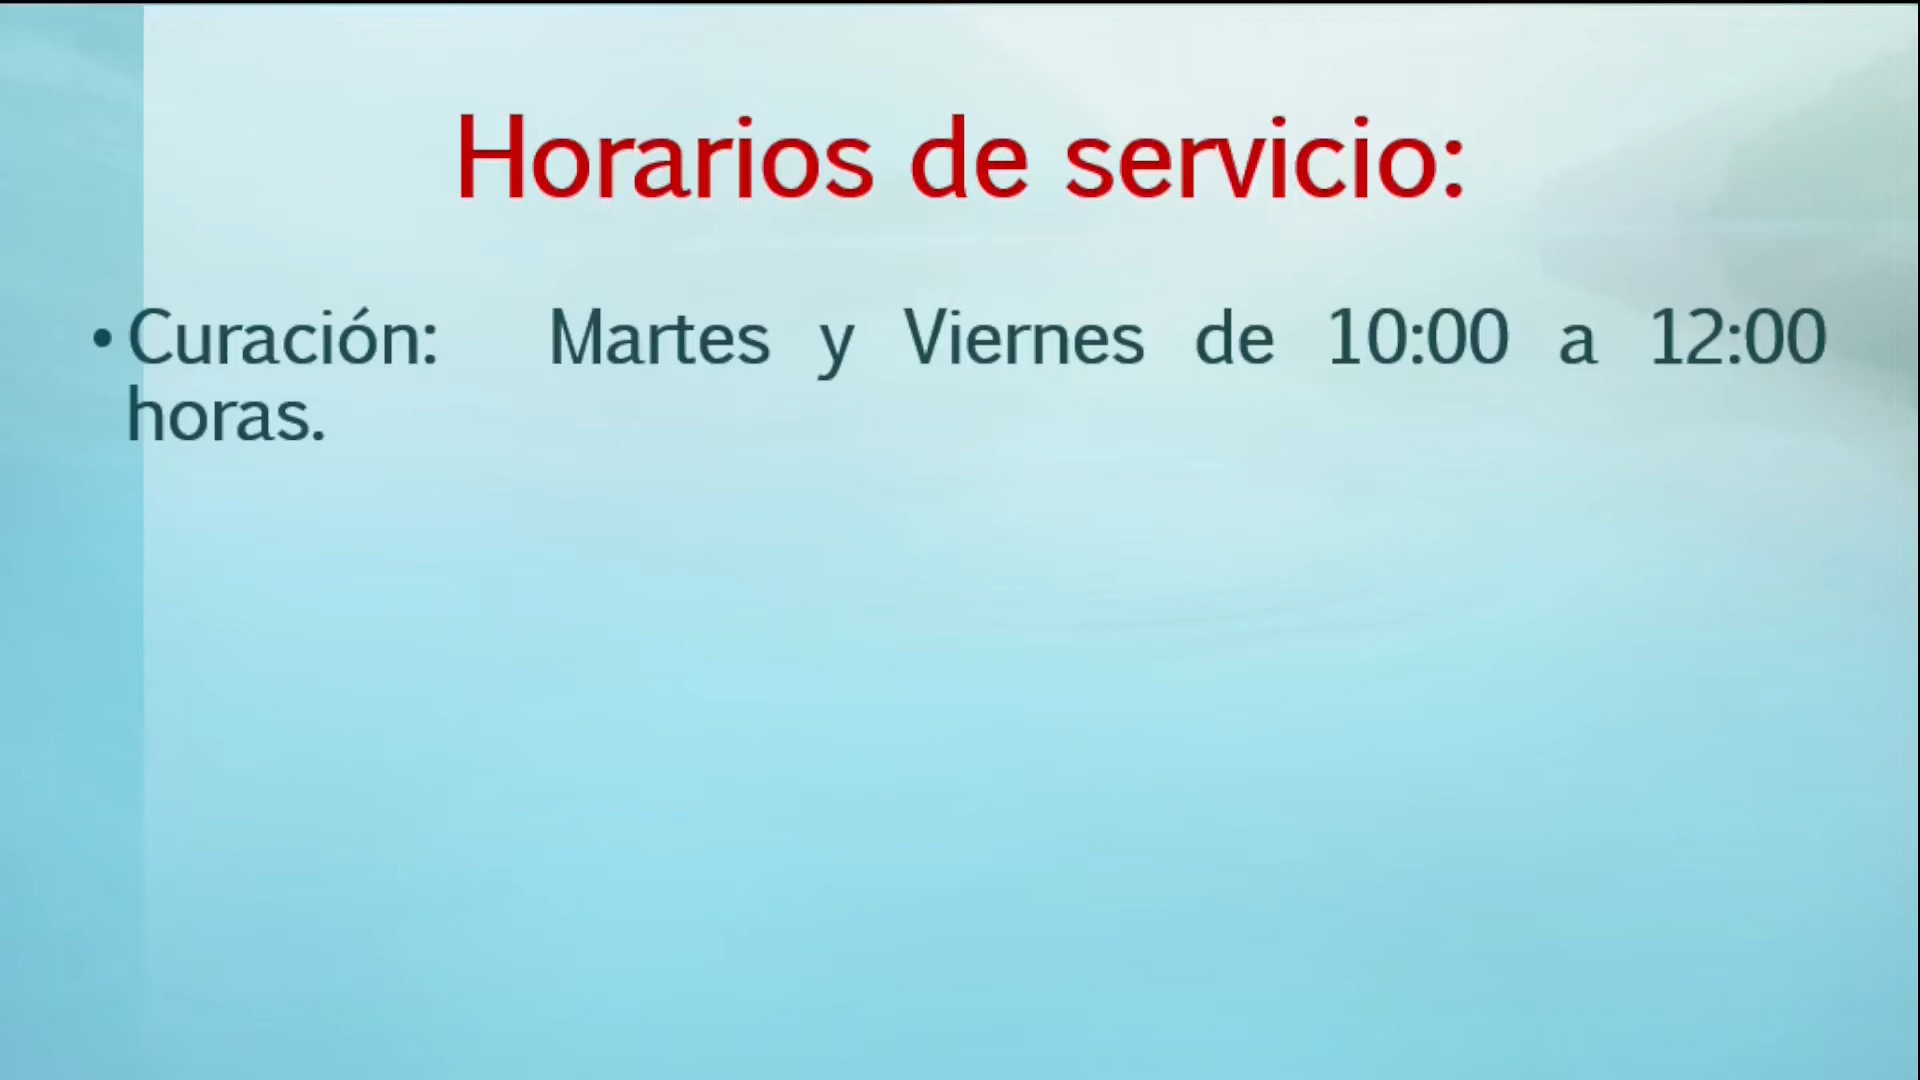 Horarios de servicio:
• Curación: Martes y Viernes de 10:00 a 12:00
horas.